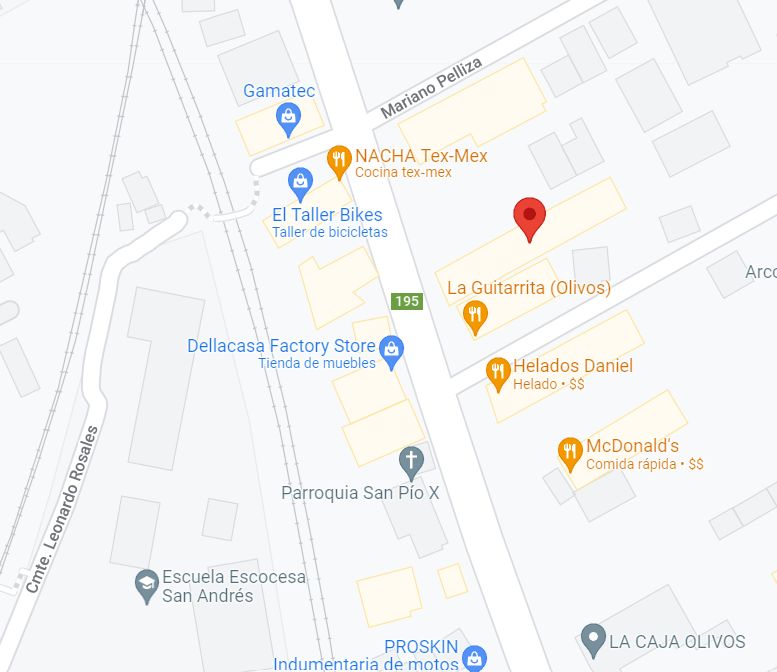 Gamatec
Mariano Pelliza
NACHA Tex-Mex
Cocina tex-mex
El Taller Bikes
Taller de bicicletas
La Guitarrita (Olivos)
195
Dellacasa Factory Store
Tienda de muebles
Helados Daniel
Helado • $$
McDonald's
Comida rápida • $$
Parroquia San Pío X
Cmte. Leonardo Rosales
Escuela Escocesa
San Andrés
PROSKIN
Indumentaria de motos
LA CAJA OLIVOS